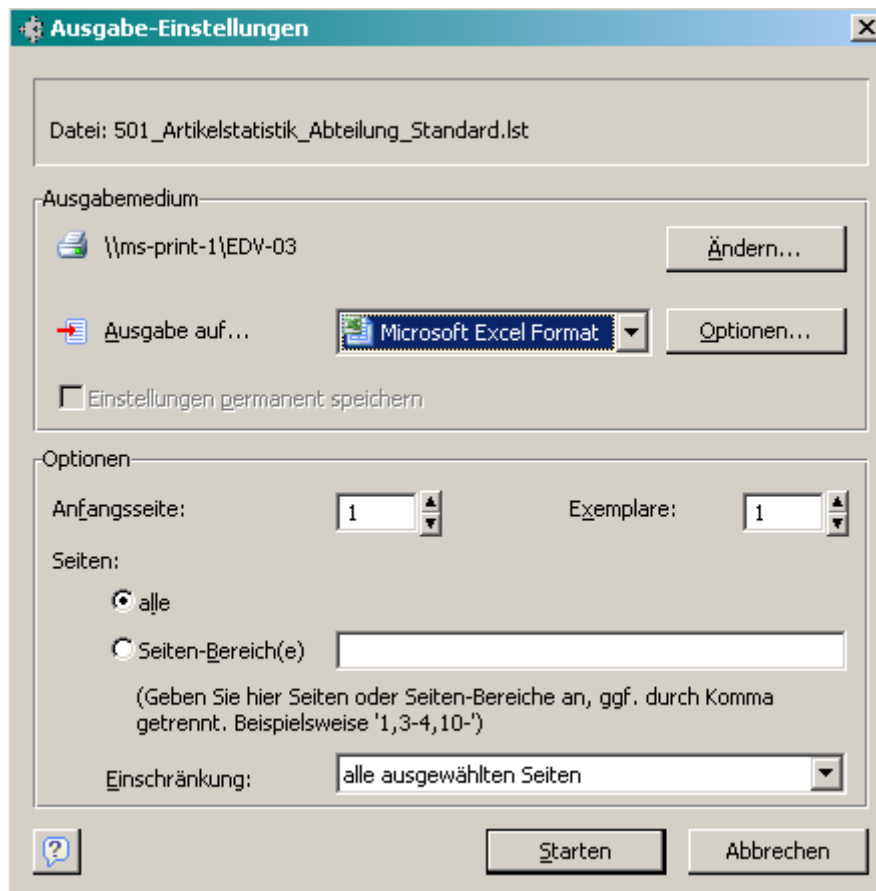 Ausgabe-Einstellungen
Datei: 501_Artikelstatistik_Abteilung_Standard.lst
Ausgabemedium
\\ms-print-1\EDV-03
Ändern...
Ausgabe auf...
Microsoft Excel Format
Optionen...
Einstellungen permanent speichern
Optionen
Anfangsseite:
1
Exemplare:
1
Seiten:
alle
Seiten-Bereich(e)
(Geben Sie hier Seiten oder Seiten-Bereiche an, ggf. durch Komma
getrennt. Beispielsweise '1,3-4,10-')
Einschränkung:
alle ausgewählten Seiten
Starten
Abbrechen